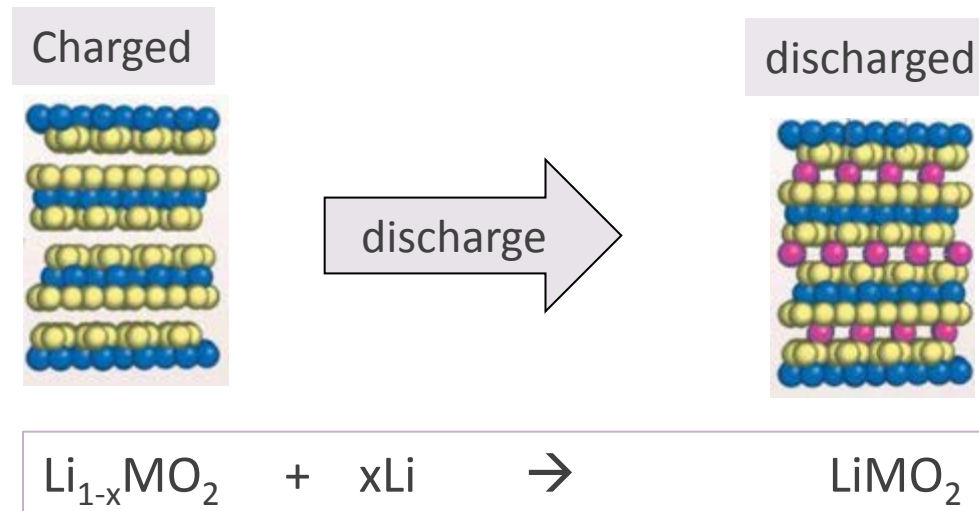 Charged
discharged
discharge
Li₁₋ₓMO₂ + xLi → LiMO₂